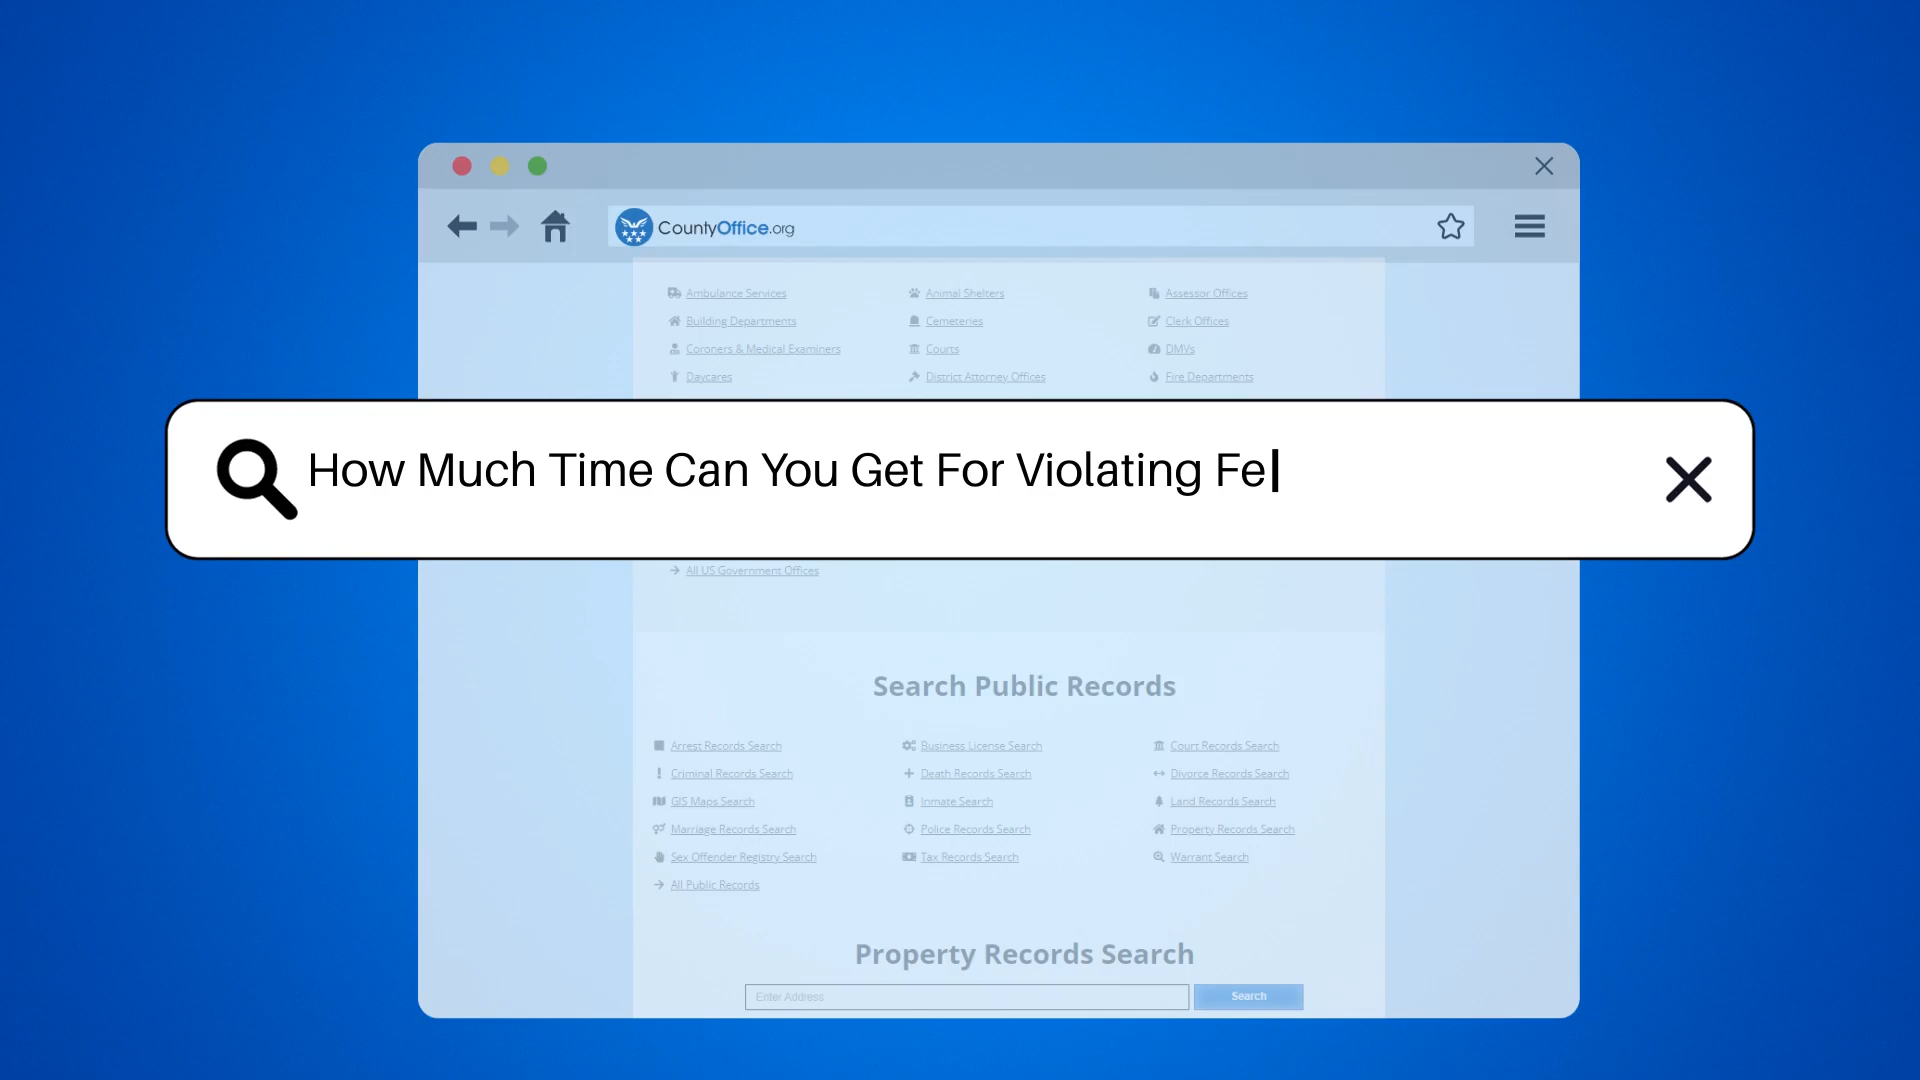 CountyOffice.org
Ambulance Services Animal Shelters Assessor Offices
Building Departments Cemeteries Clerk Offices
Coroners & Medical Examiners Courts DMVs
Daycares District Attorney Offices Fire Departments
How Much Time Can You Get For Violating Fe
All US Government Offices
Search Public Records
Arrest Records Search Business License Search Court Records Search
Criminal Records Search Death Records Search Divorce Records Search
GIS Maps Search Inmate Search Land Records Search
Marriage Records Search Police Records Search Property Records Search
Sex Offender Registry Search Tax Records Search Warrant Search
All Public Records
Property Records Search
Enter Address Search